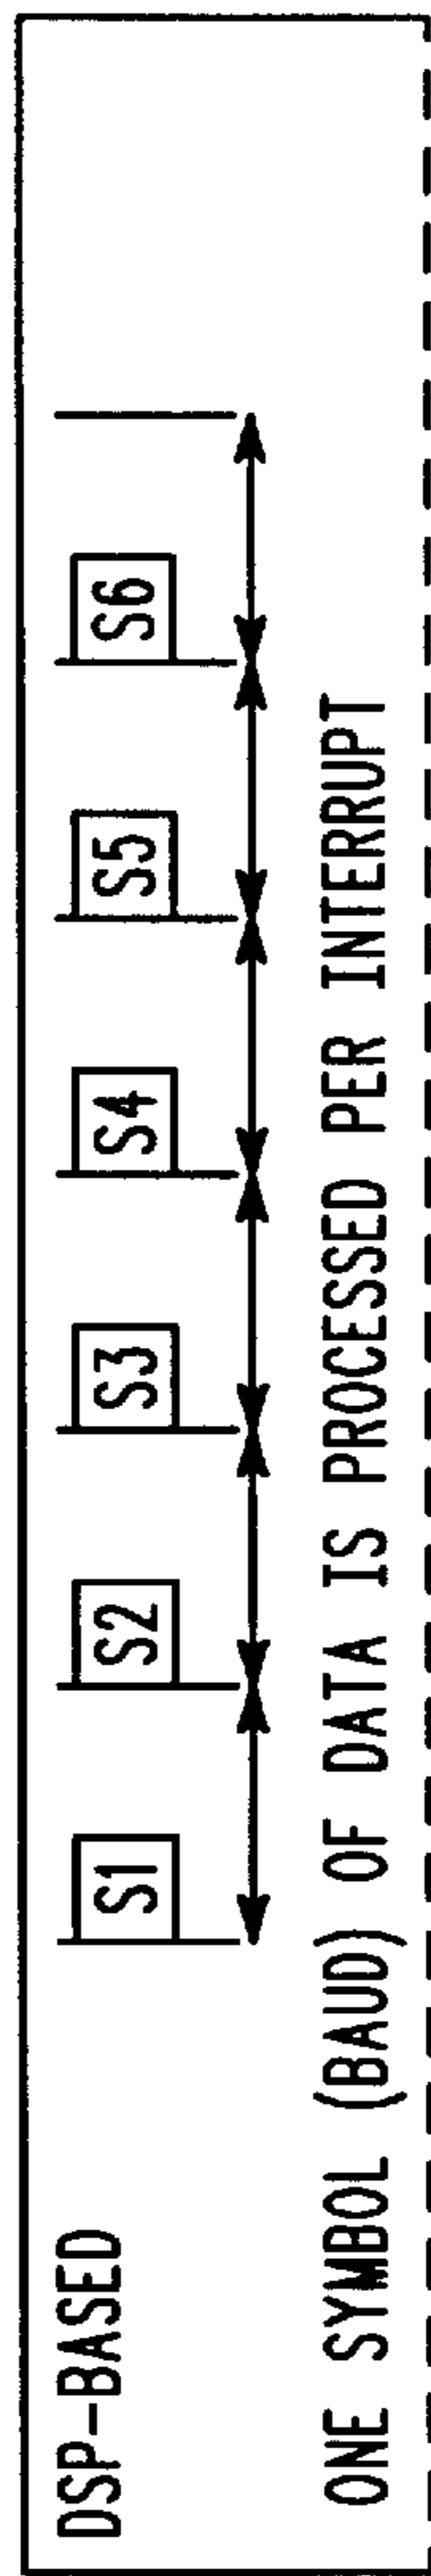 DSP-BASED
S1 S2 S3 S4 S5 S6
ONE SYMBOL (BAUD) OF DATA IS PROCESSED PER INTERRUPT